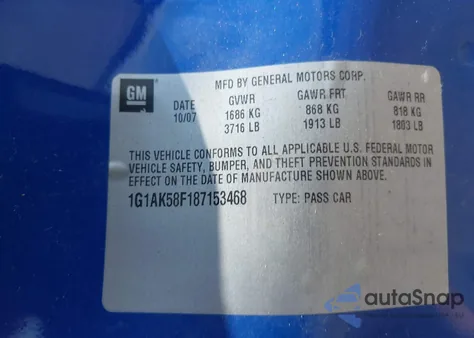 MFD BY GENERAL MOTORS CORP.
GM
DATE GVWR GAWR FRT GAWR RR
10/07 1686 KG 868 KG 818 KG
3716 LB 1913 LB 1803 LB
THIS VEHICLE CONFORMS TO ALL APPLICABLE U.S. FEDERAL MOTOR
VEHICLE SAFETY, BUMPER, AND THEFT PREVENTION STANDARDS IN
EFFECT ON THE DATE OF MANUFACTURE SHOWN ABOVE.
1G1AK58F187153468 TYPE: PASS CAR
autaSnap